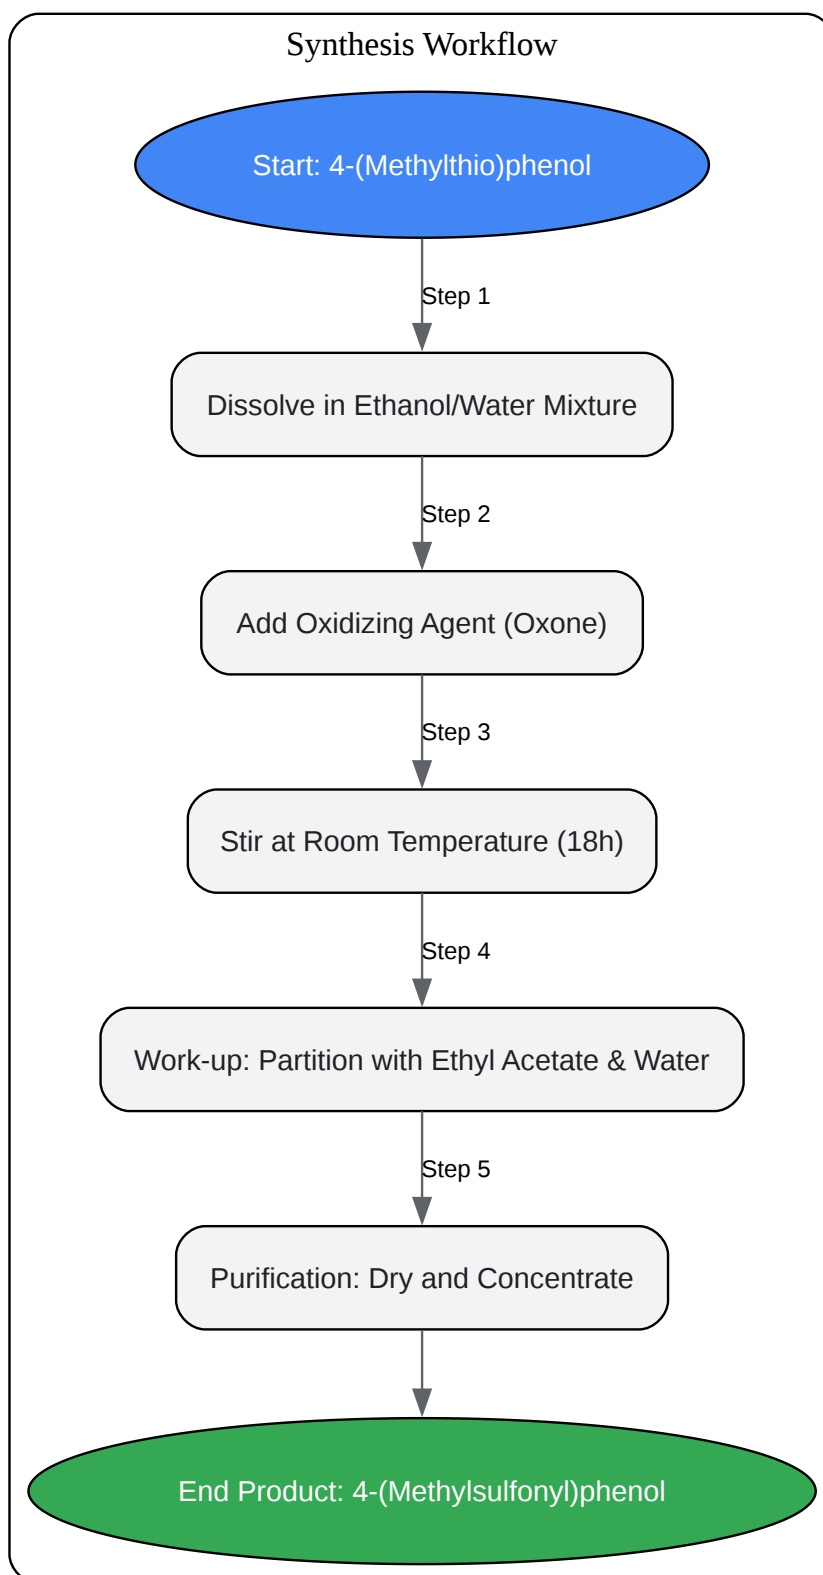 Synthesis Workflow
Start: 4-(Methylthio)phenol
Step 1
Dissolve in Ethanol/Water Mixture
Step 2
Add Oxidizing Agent (Oxone)
Step 3
Stir at Room Temperature (18h)
Step 4
Work-up: Partition with Ethyl Acetate & Water
Step 5
Purification: Dry and Concentrate
End Product: 4-(Methylsulfonyl)phenol